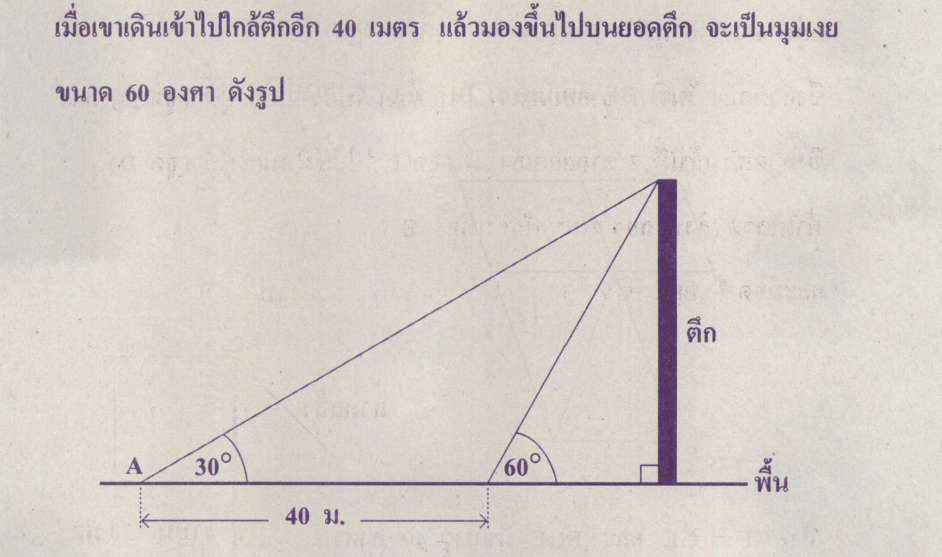 เมื่อเขาเดินเข้าไปใกล้ตึกอีก 40 เมตร แล้วมองขึ้นไปบนยอดตึก จะเป็นมุมเงย
ขนาด 60 องศา ดังรูป
ตึก
A 30° 60°
พื้น
40 ม.